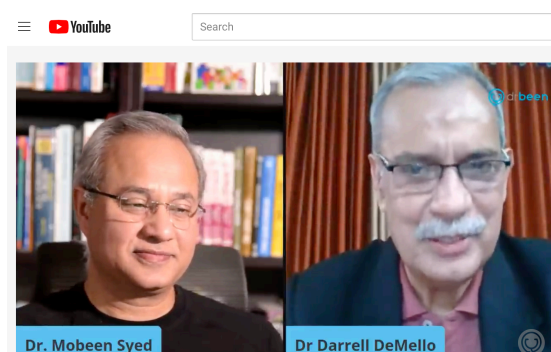 YouTube
Search
drbeen
Dr. Mobeen Syed
Dr Darrell DeMello